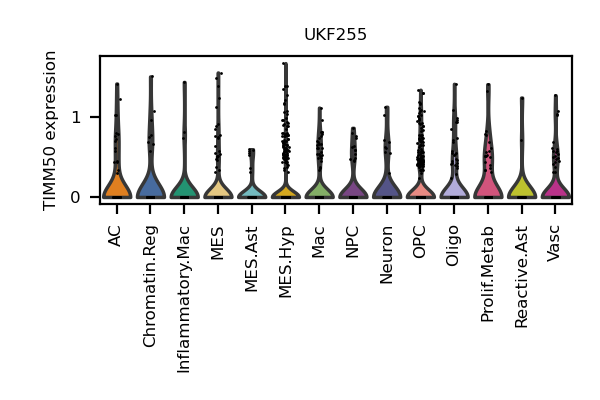 UKF255
TIMM50 expression
1
0
AC
Chromatin.Reg
Inflammatory.Mac
MES
MES.Ast
MES.Hyp
Mac
NPC
Neuron
OPC
Oligo
Prolif.Metab
Reactive.Ast
Vasc